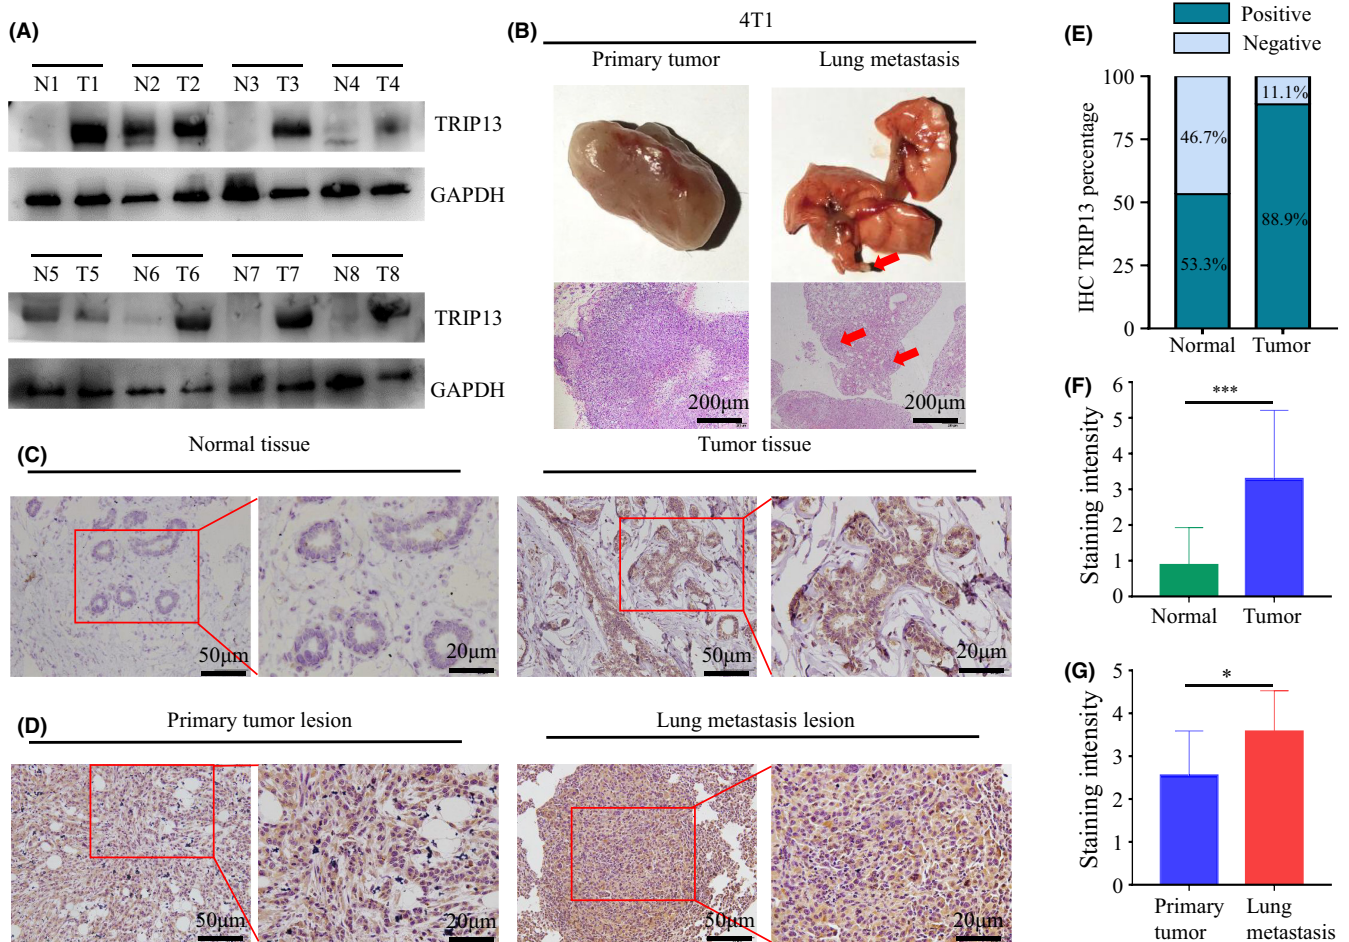 (A)
N1 T1 N2 T2 N3 T3 N4 T4
TRIP13
GAPDH
N5 T5 N6 T6 N7 T7 N8 T8
TRIP13
GAPDH
(B)
4T1
Primary tumor Lung metastasis
200μm 200μm
(C)
Normal tissue Tumor tissue
50μm 20μm 50μm 20μm
(D)
Primary tumor lesion Lung metastasis lesion
50μm 20μm 50μm 20μm
(E)
Positive
Negative
IHC TRIP13 percentage
100
75
50
25
0
46.7%
53.3%
11.1%
88.9%
Normal Tumor
(F)
Staining intensity
6
5
4
3
2
1
0
***
Normal Tumor
(G)
Staining intensity
5
4
3
2
1
0
*
Primary
tumor
Lung
metastasis